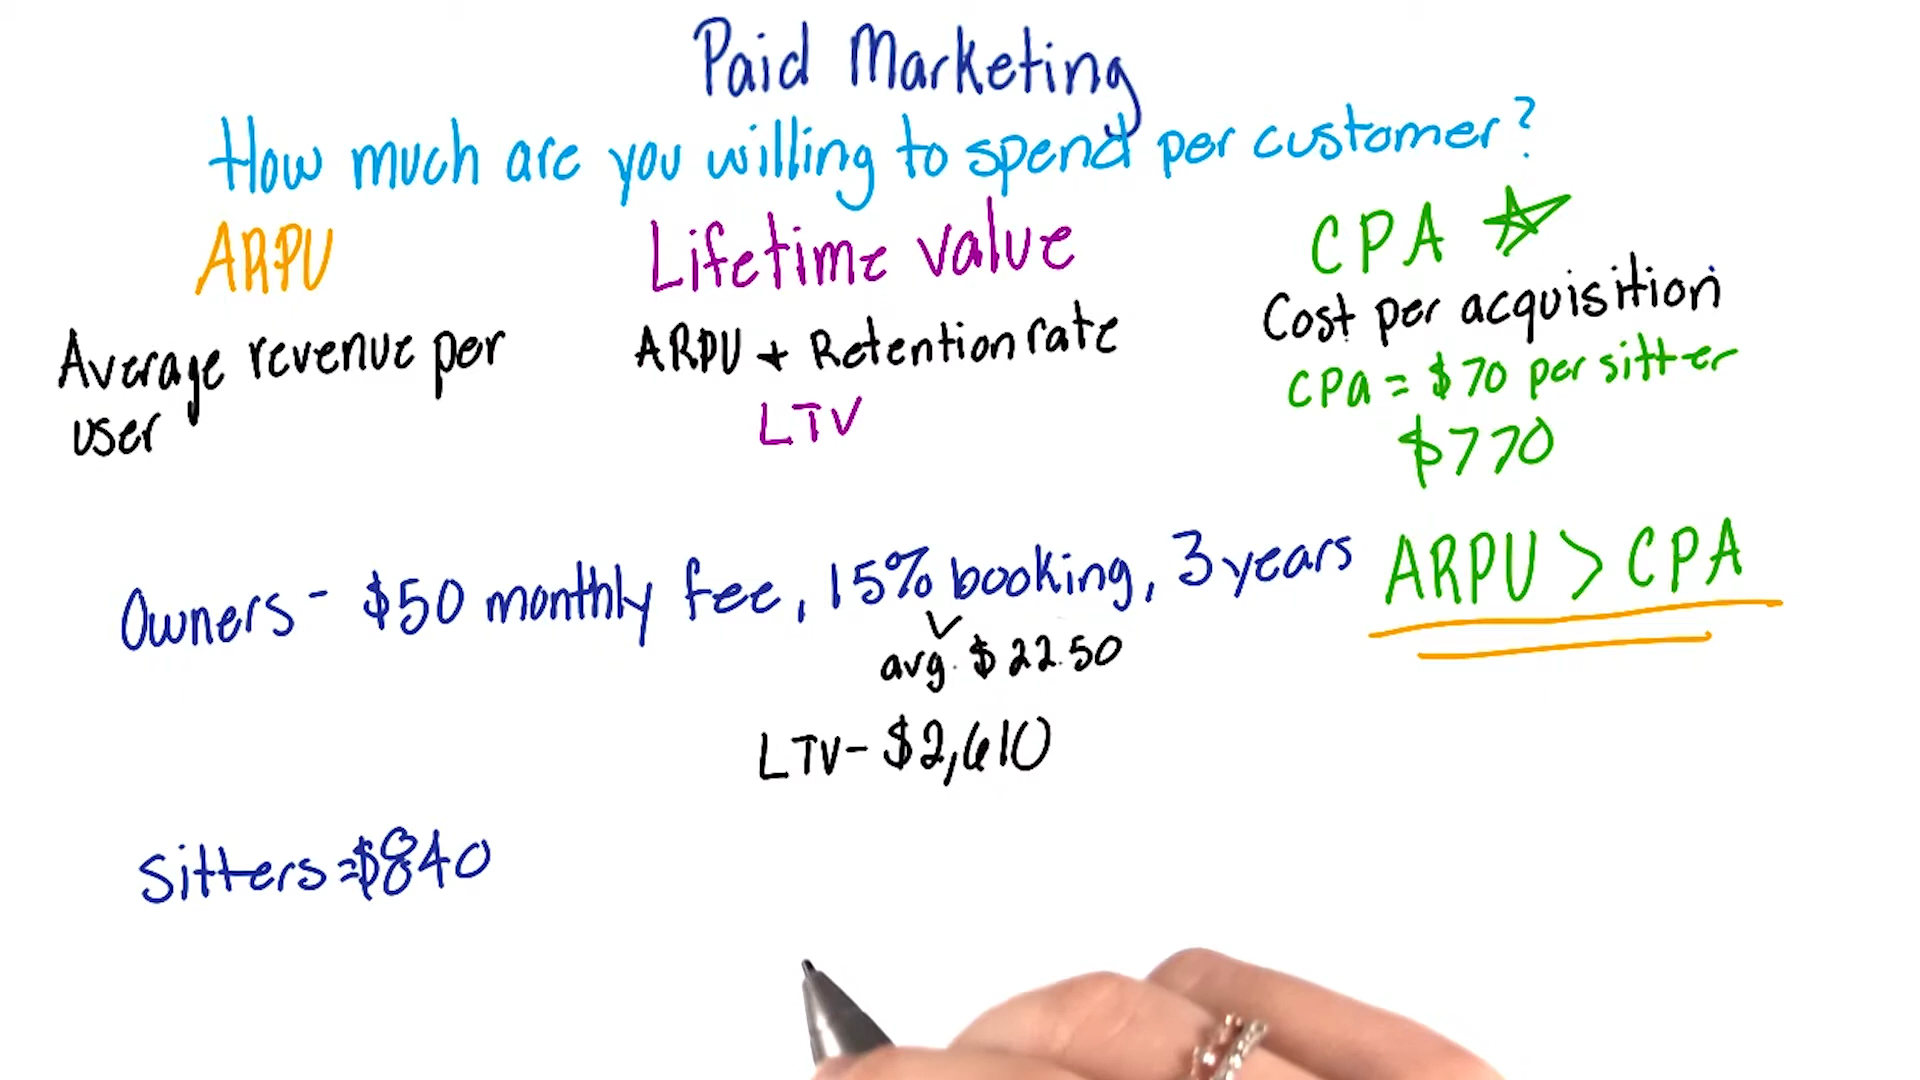 Paid Marketing
How much are you willing to spend per customer?
ARPU
Average revenue per
user
Lifetime value
ARPU + Retention rate
LTV
CPA
Cost per acquisition
CPA = $70 per sitter
$770
Owners - $50 monthly fee, 15% booking, 3 years
avg. $22.50
LTV - $2,610
ARPU > CPA
Sitters = $840